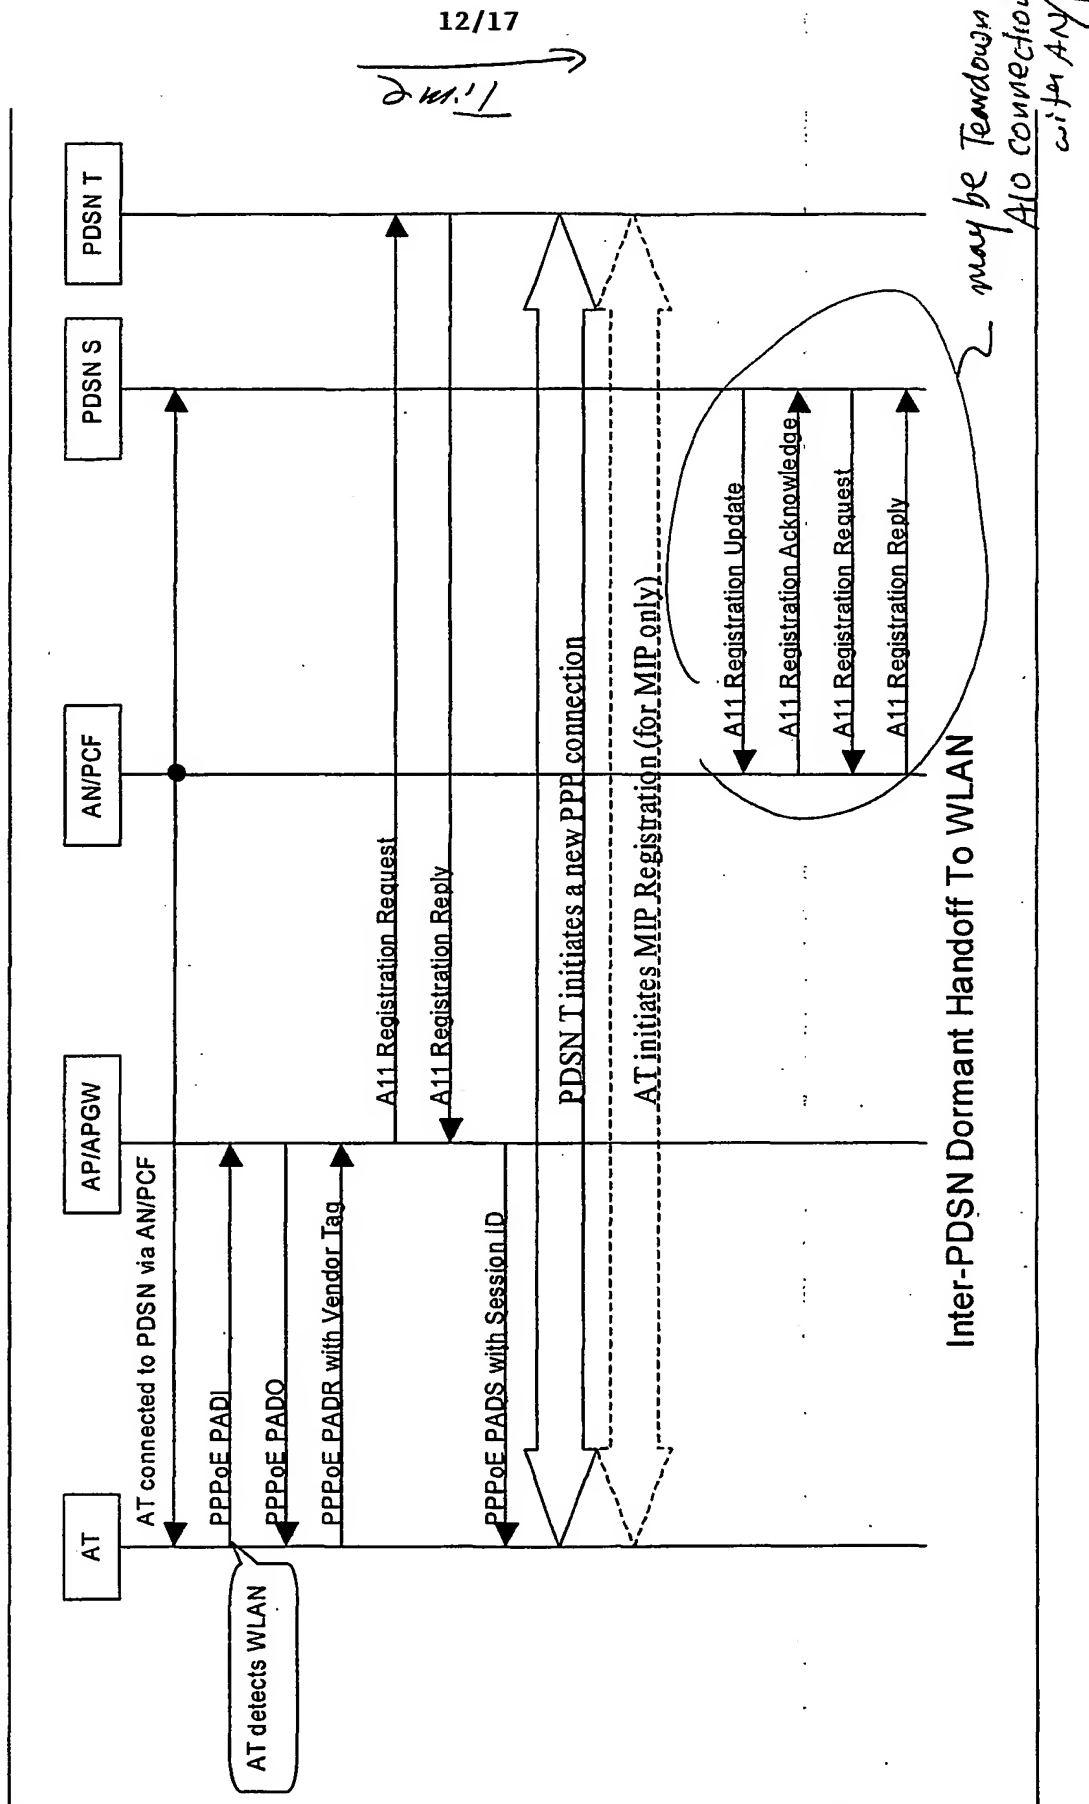 12/17
Time
AT
AP/APGW
AN/PCF
PDSN S
PDSN T
AT connected to PDSN via AN/PCF
PPPoE PADI
AT detects WLAN
PPPoE PADO
PPPoE PADR with Vendor Tag
A11 Registration Request
A11 Registration Reply
PPPoE PADS with Session ID
PDSN T initiates a new PPP connection
AT initiates MIP Registration (for MIP only)
A11 Registration Update
A11 Registration Acknowledge
A11 Registration Request
A11 Registration Reply
may be Teardown
A10 connection
with AN/
Inter-PDSN Dormant Handoff To WLAN